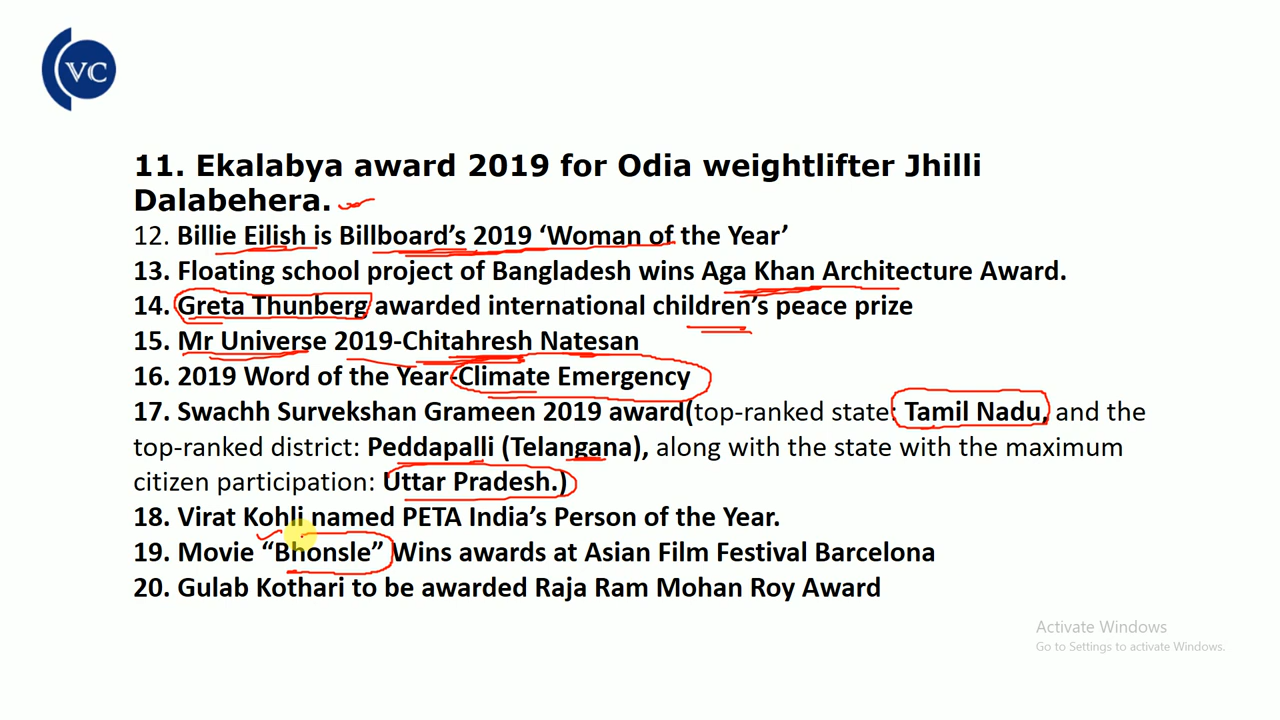 VC
11. Ekalabya award 2019 for Odia weightlifter Jhilli
Dalabehera.
12. Billie Eilish is Billboard’s 2019 ‘Woman of the Year’
13. Floating school project of Bangladesh wins Aga Khan Architecture Award.
14. Greta Thunberg awarded international children’s peace prize
15. Mr Universe 2019-Chitahresh Natesan
16. 2019 Word of the Year-Climate Emergency
17. Swachh Survekshan Grameen 2019 award(top-ranked state: Tamil Nadu, and the
top-ranked district: Peddapalli (Telangana), along with the state with the maximum
citizen participation: Uttar Pradesh.)
18. Virat Kohli named PETA India’s Person of the Year.
19. Movie “Bhonsle” Wins awards at Asian Film Festival Barcelona
20. Gulab Kothari to be awarded Raja Ram Mohan Roy Award
Activate Windows
Go to Settings to activate Windows.